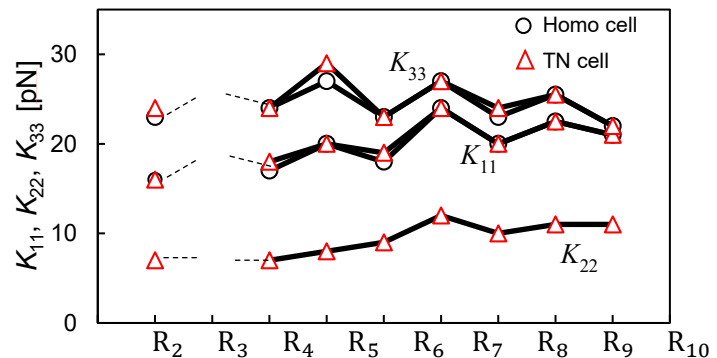 Homo cell
TN cell
K₁₁, K₂₂, K₃₃ [pN]
30
20
10
0
K₃₃
K₁₁
K₂₂
R₂ R₃ R₄ R₅ R₆ R₇ R₈ R₉ R₁₀